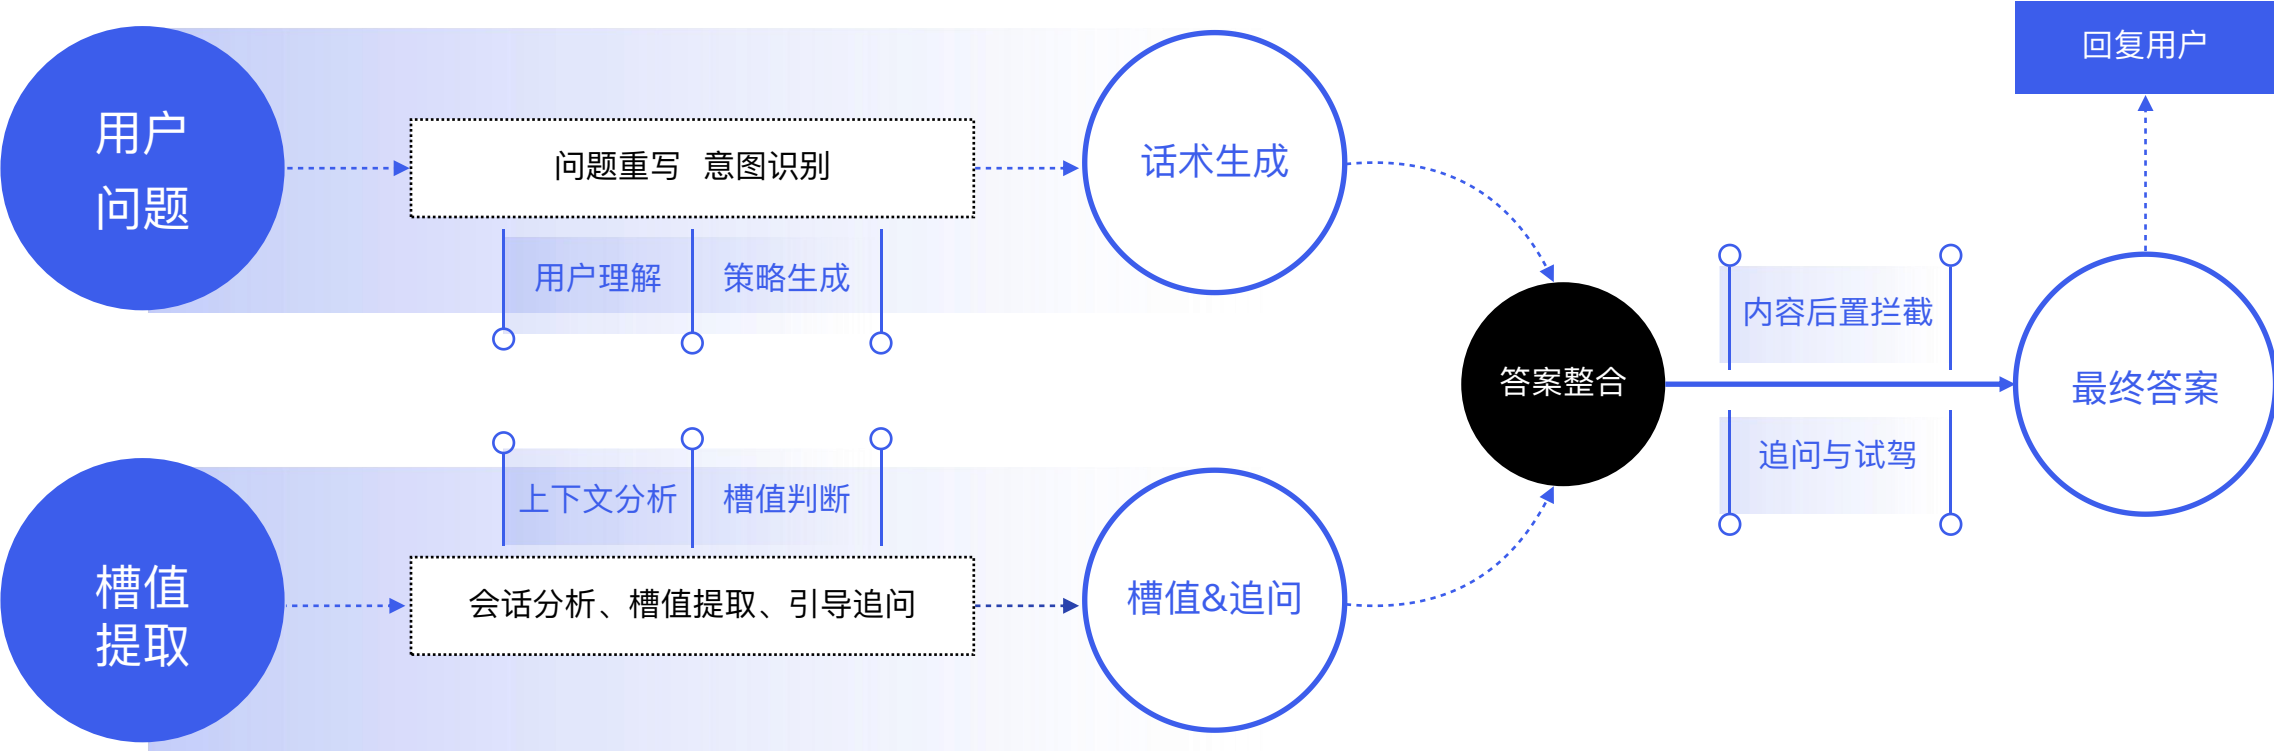 用户
问题
问题重写 意图识别
用户理解
策略生成
话术生成
槽值
提取
上下文分析
槽值判断
会话分析、槽值提取、引导追问
槽值&追问
答案整合
内容后置拦截
追问与试驾
最终答案
回复用户